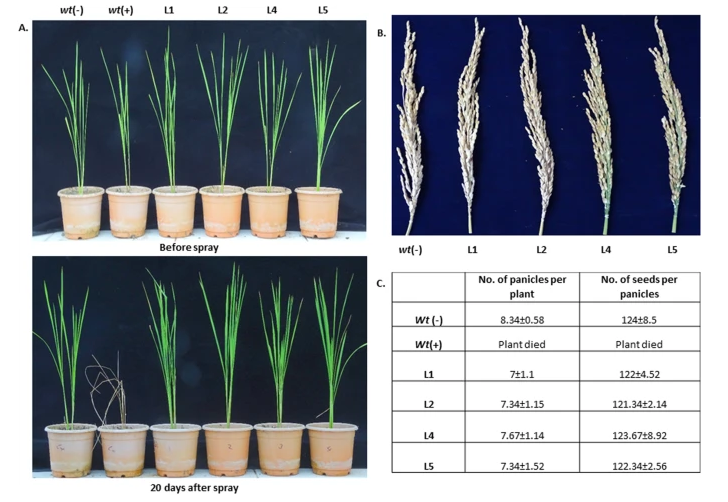 wt(-) wt(+) L1 L2 L4 L5
A.
Before spray
20 days after spray
B.
wt(-) L1 L2 L4 L5
C.
No. of panicles per plant No. of seeds per panicles
Wt (-) 8.34±0.58 124±8.5
Wt(+) Plant died Plant died
L1 7±1.1 122±4.52
L2 7.34±1.15 121.34±2.14
L4 7.67±1.14 123.67±8.92
L5 7.34±1.52 122.34±2.56